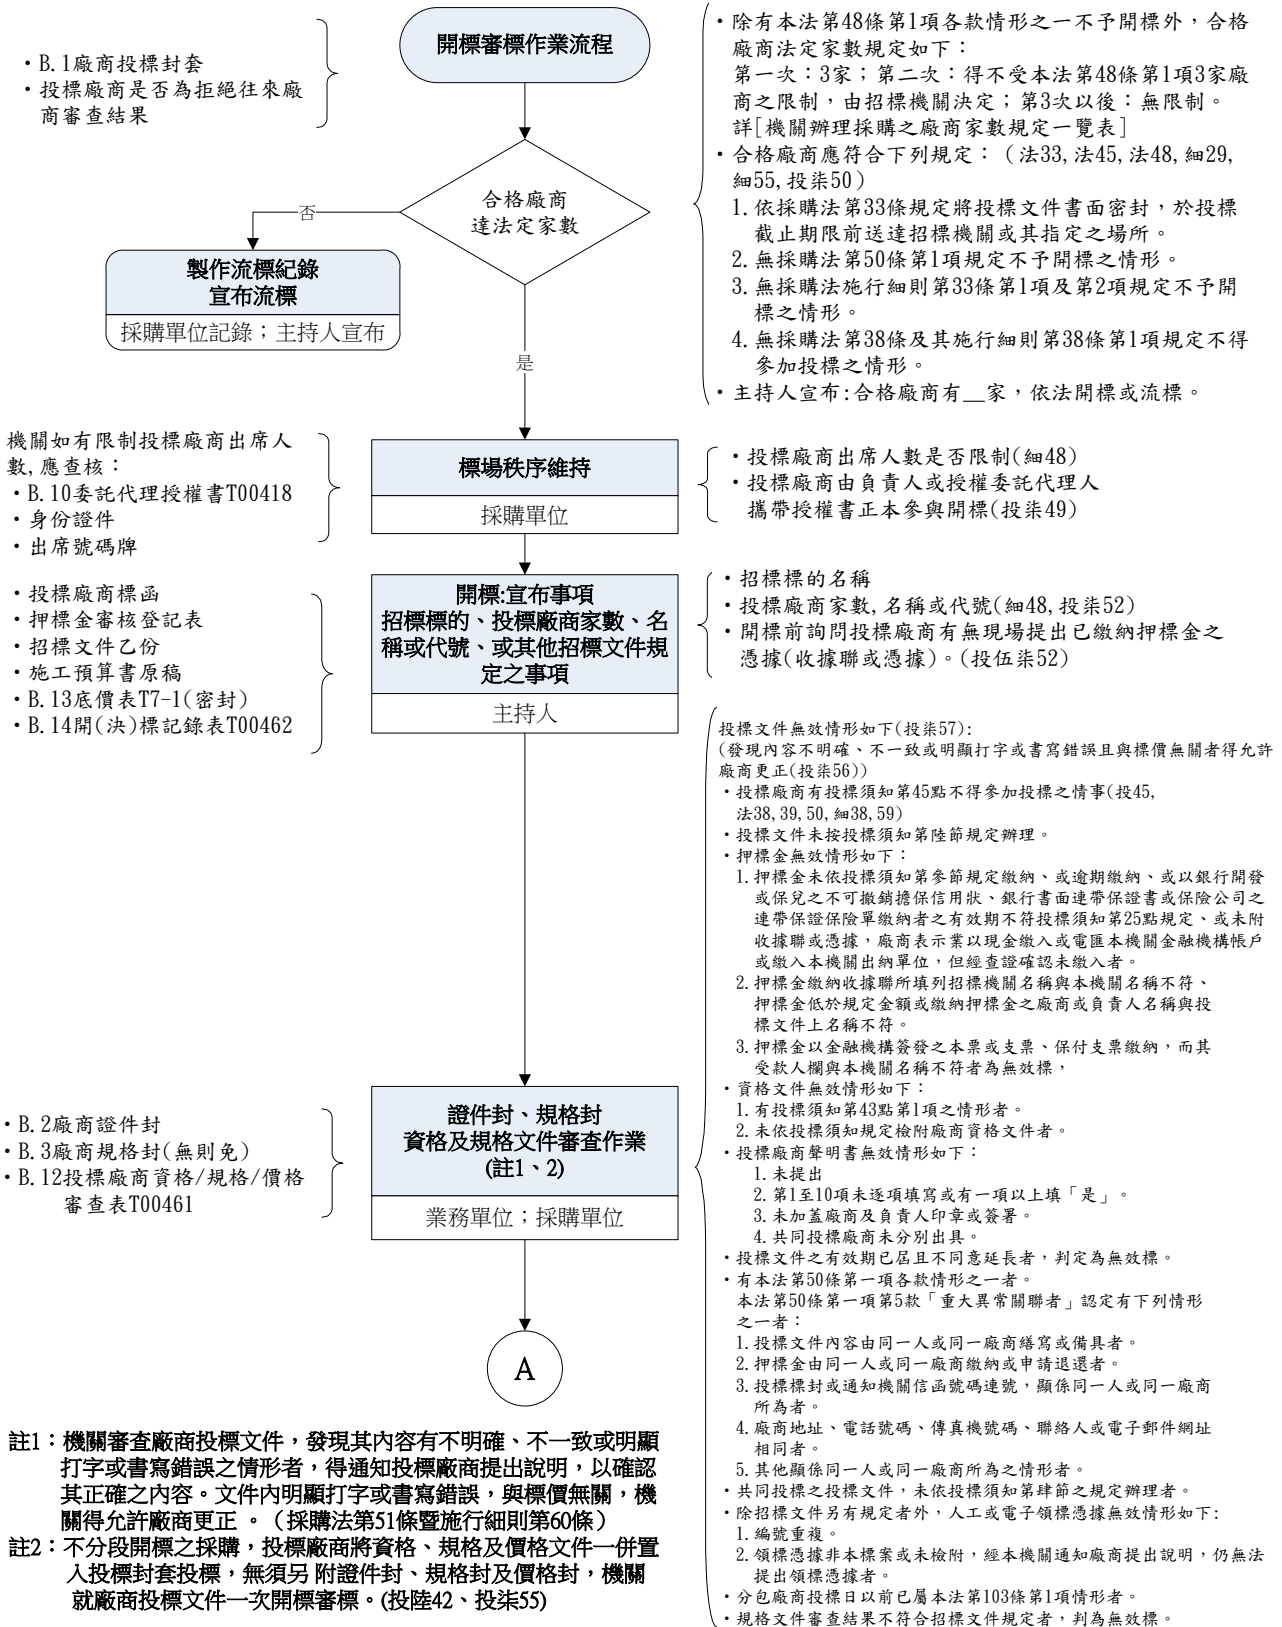 開標審標作業流程
・B.1廠商投標封套
・投標廠商是否為拒絕往來廠
商審查結果
・除有本法第48條第1項各款情形之一不予開標外，合格
廠商法定家數規定如下：
第一次：3家；第二次：得不受本法第48條第1項3家廠
商之限制，由招標機關決定；第3次以後：無限制。
詳[機關辦理採購之廠商家數規定一覽表]
・合格廠商應符合下列規定：（法33,法45,法48,細29,
細55,投柒50）
1.依採購法第33條規定將投標文件書面密封，於投標
截止期限前送達招標機關或其指定之場所。
2.無採購法第50條第1項規定不予開標之情形。
3.無採購法施行細則第33條第1項及第2項規定不予開
標之情形。
4.無採購法第38條及其施行細則第38條第1項規定不得
參加投標之情形。
・主持人宣布:合格廠商有__家，依法開標或流標。
合格廠商
達法定家數
否
製作流標紀錄
宣布流標
採購單位記錄；主持人宣布
是
機關如有限制投標廠商出席人
數,應查核：
・B.10委託代理授權書T00418
・身份證件
・出席號碼牌
標場秩序維持
採購單位
・投標廠商出席人數是否限制(細48)
・投標廠商由負責人或授權委託代理人
攜帶授權書正本參與開標(投柒49)
・投標廠商標函
・押標金審核登記表
・招標文件乙份
・施工預算書原稿
・B.13底價表T7-1(密封)
・B.14開(決)標記錄表T00462
開標:宣布事項
招標標的、投標廠商家數、名
稱或代號、或其他招標文件規
定之事項
主持人
・招標標的名稱
・投標廠商家數,名稱或代號(細48,投柒52)
・開標前詢問投標廠商有無現場提出已繳納押標金之
憑據(收據聯或憑據)。(投伍柒52)
投標文件無效情形如下(投柒57):
(發現內容不明確、不一致或明顯打字或書寫錯誤且與標價無關者得允許
廠商更正(投柒56))
・投標廠商有投標須知第45點不得參加投標之情事(投45,
法38,39,50,細38,59)
・投標文件未按投標須知第陸節規定辦理。
・押標金無效情形如下：
1.押標金未依投標須知第參節規定繳納、或逾期繳納、或以銀行開發
或保兌之不可撤銷擔保信用狀、銀行書面連帶保證書或保險公司之
連帶保證保險單繳納者之有效期不符投標須知第25點規定、或未附
收據聯或憑據，廠商表示業以現金繳入或電匯本機關金融機構帳戶
或繳入本機關出納單位，但經查證確認未繳入者。
2.押標金繳納收據聯所填列招標機關名稱與本機關名稱不符、
押標金低於規定金額或繳納押標金之廠商或負責人名稱與投
標文件上名稱不符。
3.押標金以金融機構簽發之本票或支票、保付支票繳納，而其
受款人欄與本機關名稱不符者為無效標，
・資格文件無效情形如下：
1.有投標須知第43點第1項之情形者。
2.未依投標須知規定檢附廠商資格文件者。
・投標廠商聲明書無效情形如下：
1.未提出
2.第1至10項未逐項填寫或有一項以上填「是」。
3.未加蓋廠商及負責人印章或簽署。
4.共同投標廠商未分別出具。
・投標文件之有效期已屆且不同意延長者，判定為無效標。
・有本法第50條第一項各款情形之一者。
本法第50條第一項第5款「重大異常關聯者」認定有下列情形
之一者：
1.投標文件內容由同一人或同一廠商繕寫或備具者。
2.押標金由同一人或同一廠商繳納或申請退還者。
3.投標標封或通知機關信函號碼連號，顯係同一人或同一廠商
所為者。
4.廠商地址、電話號碼、傳真機號碼、聯絡人或電子郵件網址
相同者。
5.其他顯係同一人或同一廠商所為之情形者。
・共同投標之投標文件，未依投標須知第肆節之規定辦理者。
・除招標文件另有規定者外，人工或電子領標憑據無效情形如下:
1.編號重複。
2.領標憑據非本標案或未檢附，經本機關通知廠商提出說明，仍無法
提出領標憑據者。
・分包廠商投標日以前已屬本法第103條第1項情形者。
・規格文件審查結果不符合招標文件規定者，判為無效標。
・B.2廠商證件封
・B.3廠商規格封(無則免)
・B.12投標廠商資格/規格/價格
審查表T00461
證件封、規格封
資格及規格文件審查作業
(註1、2)
業務單位；採購單位
A
註1：機關審查廠商投標文件，發現其內容有不明確、不一致或明顯
打字或書寫錯誤之情形者，得通知投標廠商提出說明，以確認
其正確之內容。文件內明顯打字或書寫錯誤，與標價無關，機
關得允許廠商更正 。（採購法第51條暨施行細則第60條）
註2：不分段開標之採購，投標廠商將資格、規格及價格文件一併置
入投標封套投標，無須另 附證件封、規格封及價格封，機關
就廠商投標文件一次開標審標。(投陸42、投柒55)